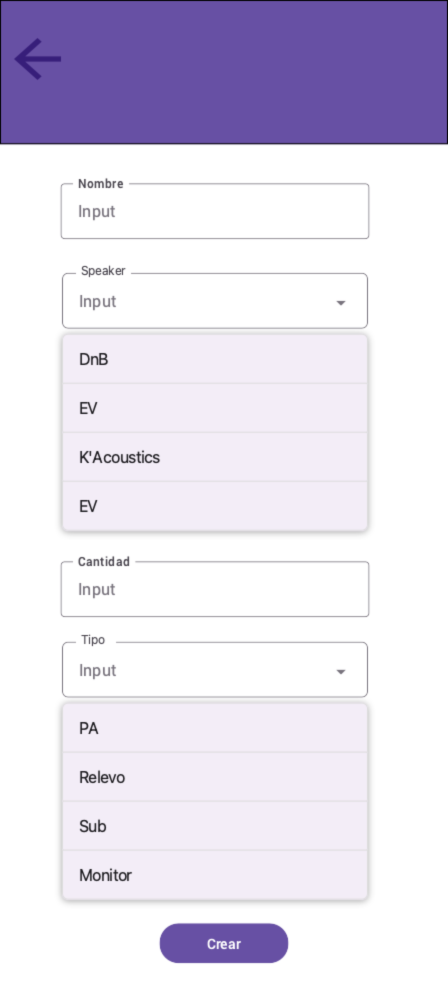 Nombre
Input
Speaker
Input
DnB
EV
K'Acoustics
EV
Cantidad
Input
Tipo
Input
PA
Relevo
Sub
Monitor
Crear